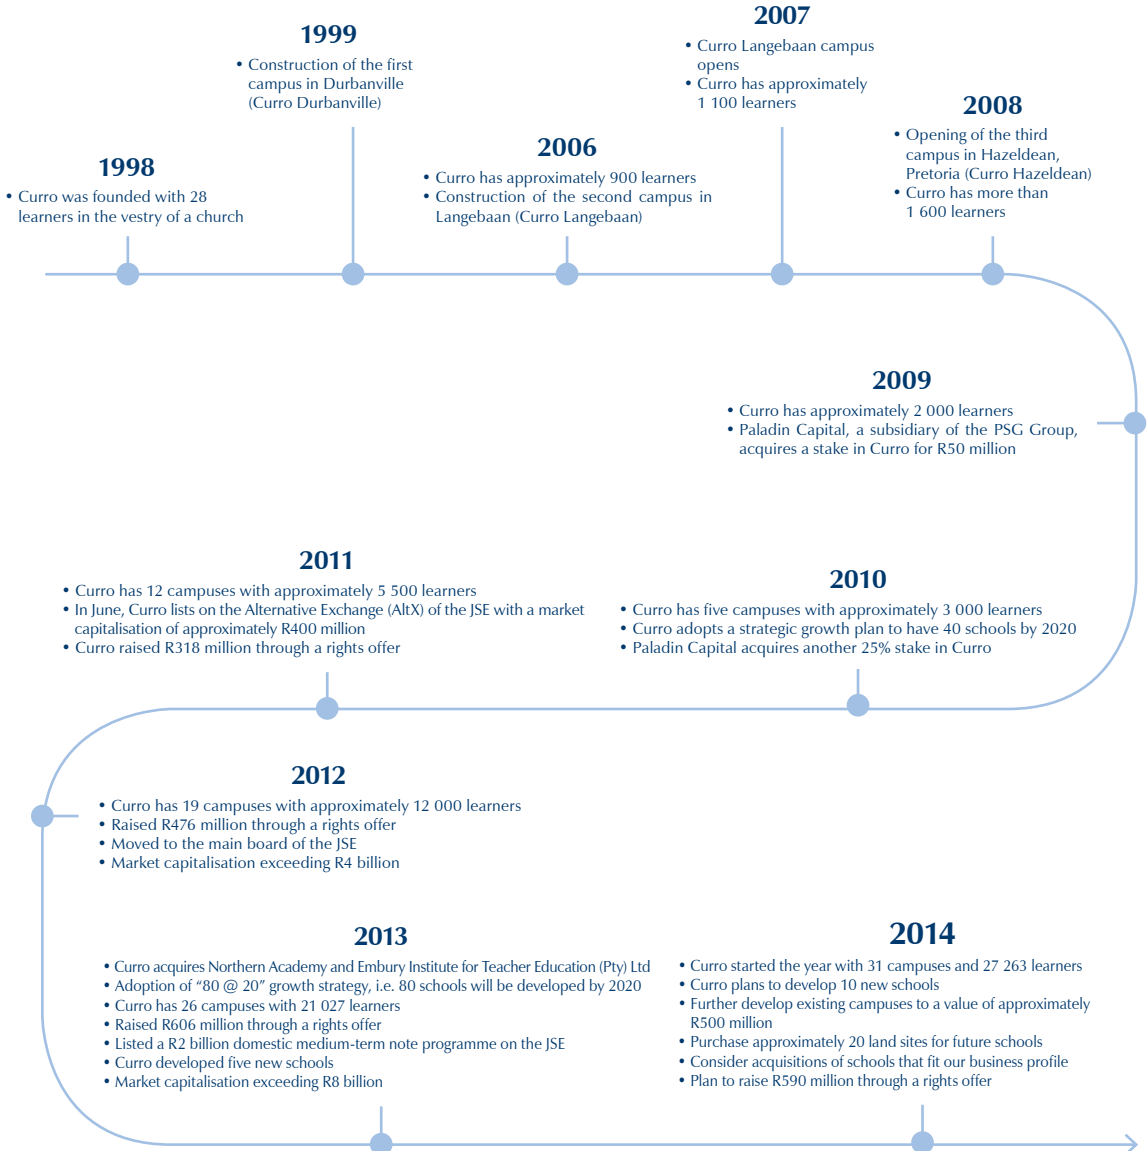 1998
• Curro was founded with 28
learners in the vestry of a church
1999
• Construction of the first
campus in Durbanville
(Curro Durbanville)
2006
• Curro has approximately 900 learners
• Construction of the second campus in
Langebaan (Curro Langebaan)
2007
• Curro Langebaan campus
opens
• Curro has approximately
1 100 learners
2008
• Opening of the third
campus in Hazeldean,
Pretoria (Curro Hazeldean)
• Curro has more than
1 600 learners
2009
• Curro has approximately 2 000 learners
• Paladin Capital, a subsidiary of the PSG Group,
acquires a stake in Curro for R50 million
2010
• Curro has five campuses with approximately 3 000 learners
• Curro adopts a strategic growth plan to have 40 schools by 2020
• Paladin Capital acquires another 25% stake in Curro
2011
• Curro has 12 campuses with approximately 5 500 learners
• In June, Curro lists on the Alternative Exchange (AltX) of the JSE with a market
capitalisation of approximately R400 million
• Curro raised R318 million through a rights offer
2012
• Curro has 19 campuses with approximately 12 000 learners
• Raised R476 million through a rights offer
• Moved to the main board of the JSE
• Market capitalisation exceeding R4 billion
2013
• Curro acquires Northern Academy and Embury Institute for Teacher Education (Pty) Ltd
• Adoption of “80 @ 20” growth strategy, i.e. 80 schools will be developed by 2020
• Curro has 26 campuses with 21 027 learners
• Raised R606 million through a rights offer
• Listed a R2 billion domestic medium-term note programme on the JSE
• Curro developed five new schools
• Market capitalisation exceeding R8 billion
2014
• Curro started the year with 31 campuses and 27 263 learners
• Curro plans to develop 10 new schools
• Further develop existing campuses to a value of approximately
R500 million
• Purchase approximately 20 land sites for future schools
• Consider acquisitions of schools that fit our business profile
• Plan to raise R590 million through a rights offer